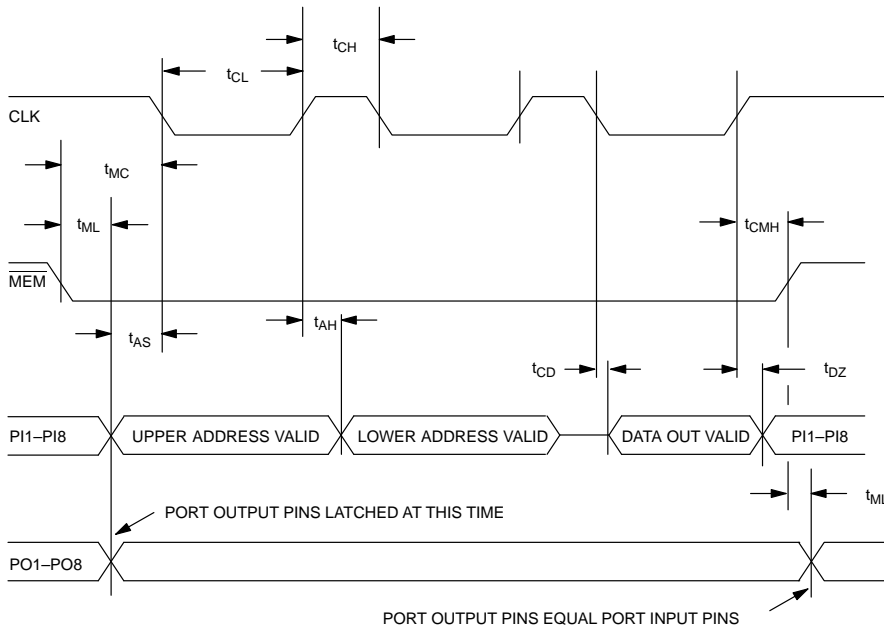 tCH
tCL
CLK
tMC
tML
tCMH
MEM
tAS
tAH
tCD
tDZ
PI1–PI8
UPPER ADDRESS VALID
LOWER ADDRESS VALID
DATA OUT VALID
PI1–PI8
tML
PORT OUTPUT PINS LATCHED AT THIS TIME
PO1–PO8
PORT OUTPUT PINS EQUAL PORT INPUT PINS